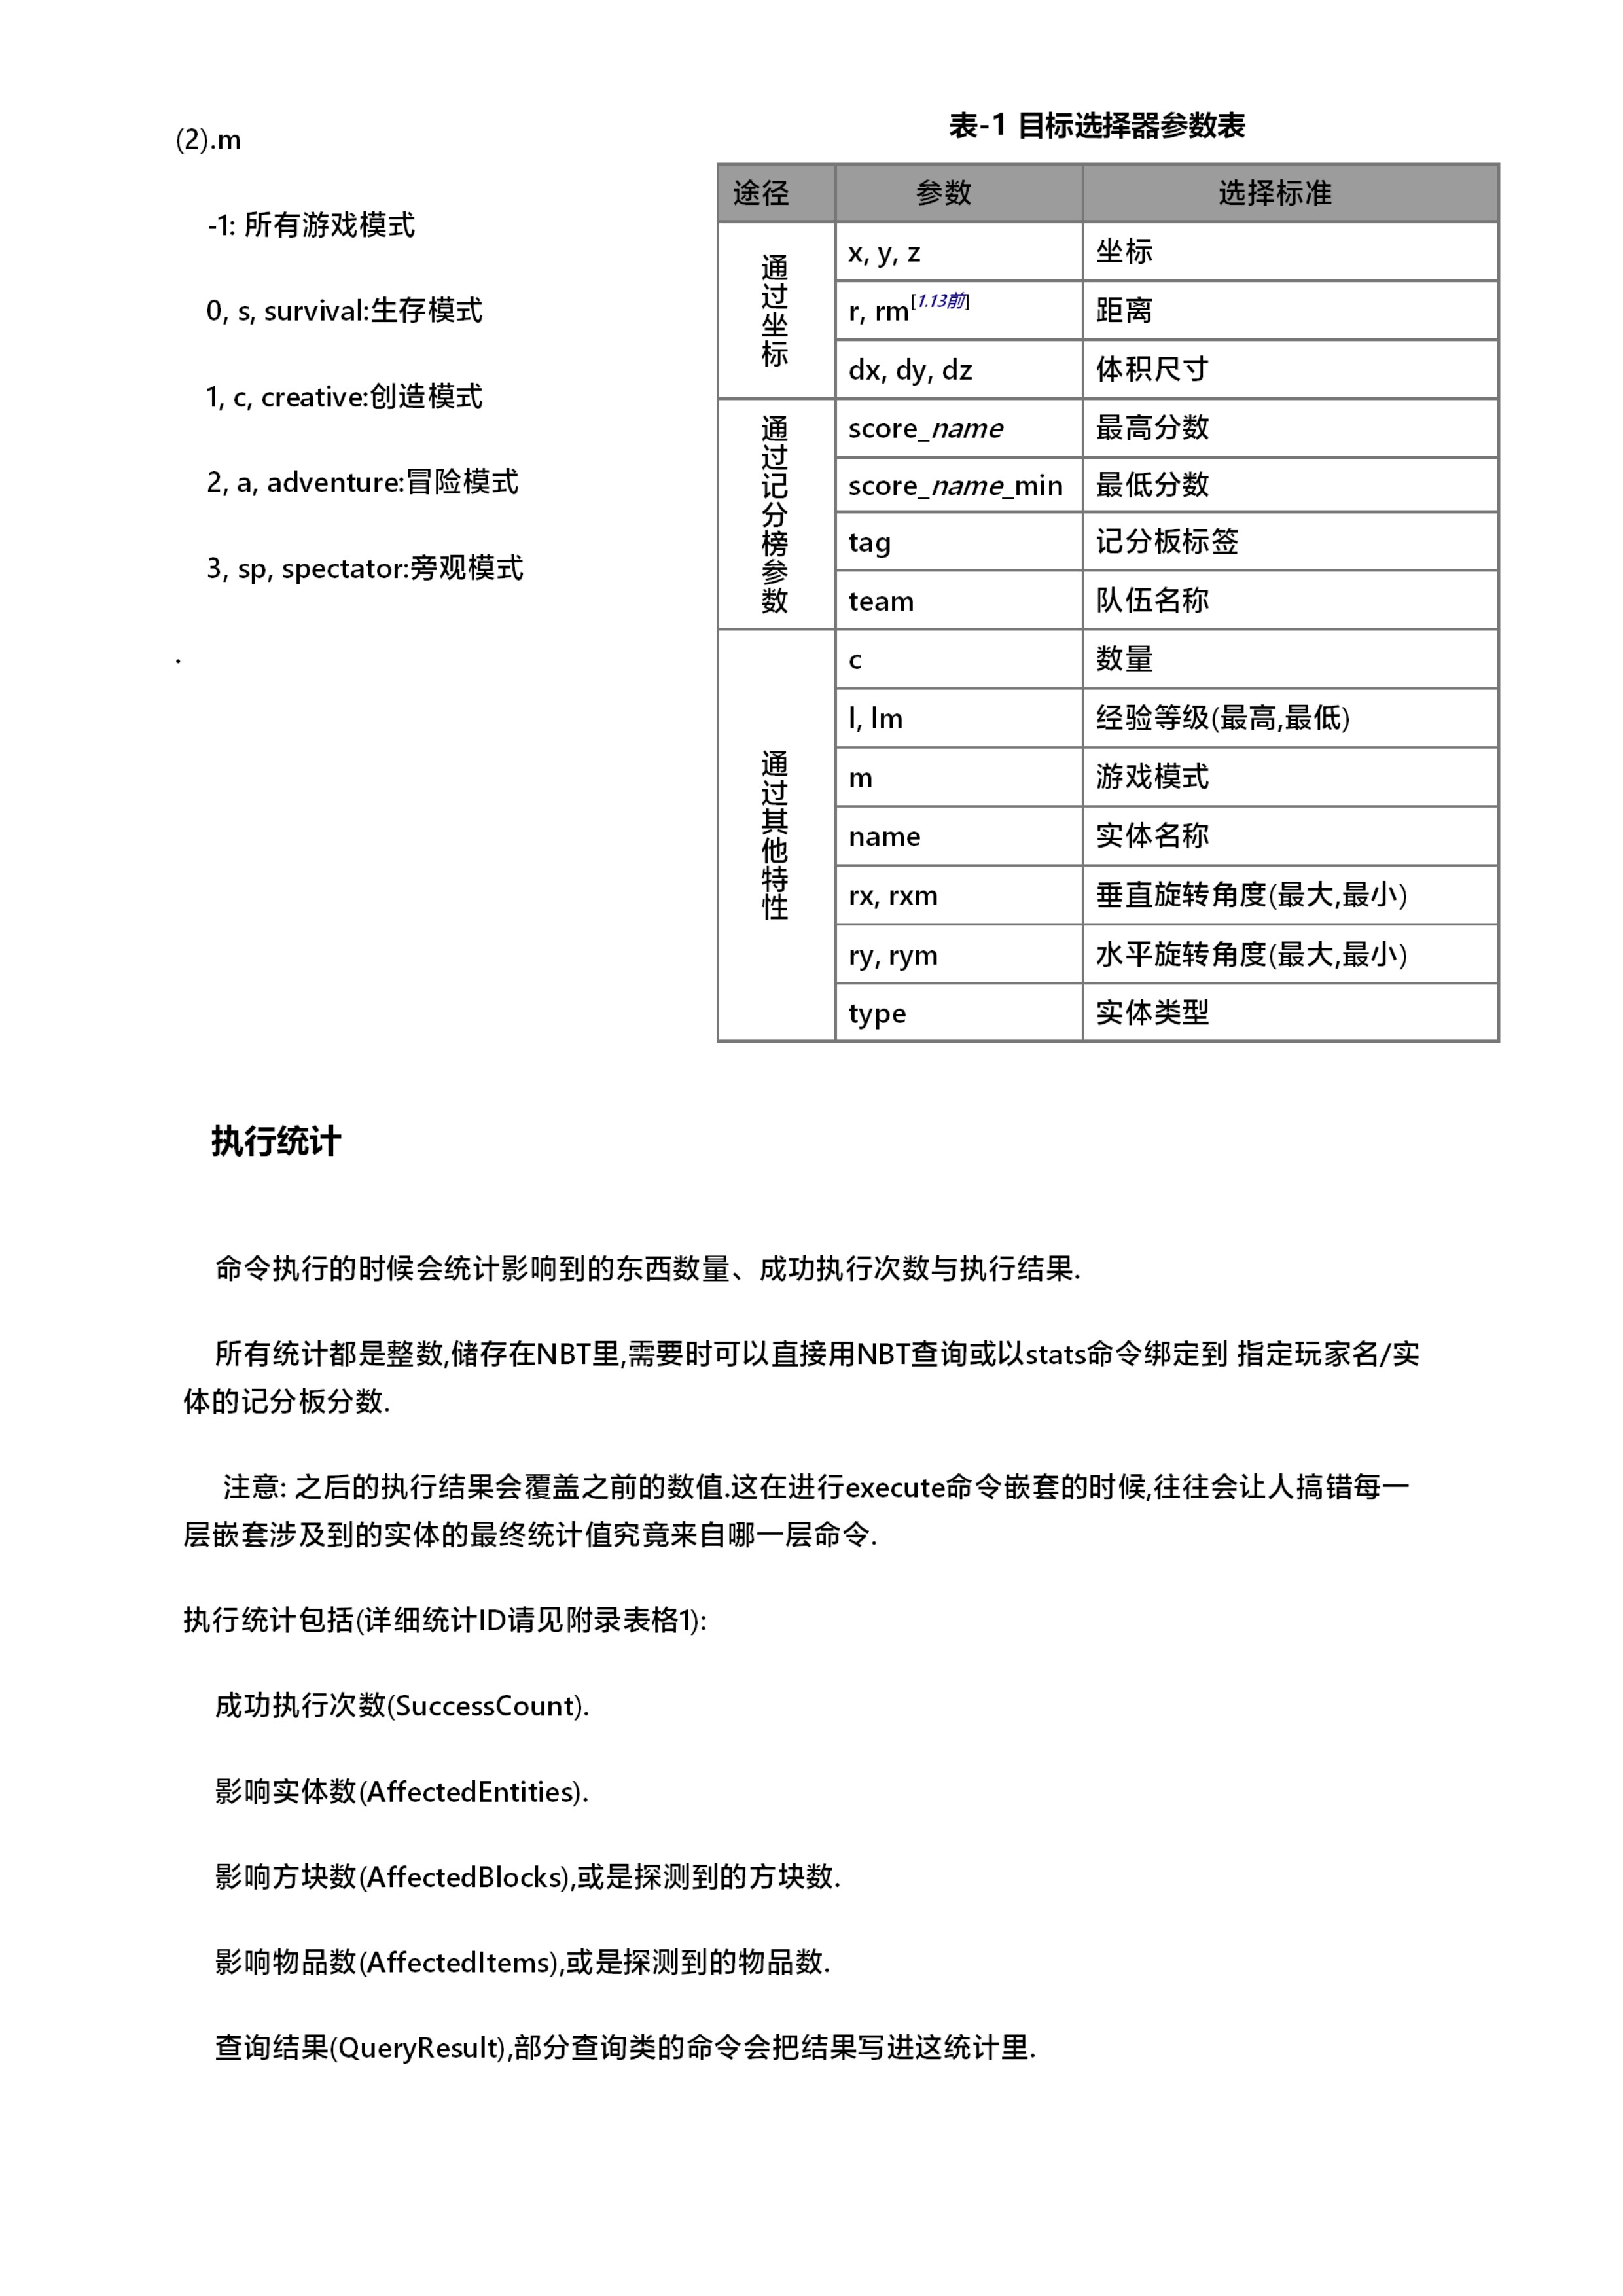 (2).m
-1: 所有游戏模式
0, s, survival:生存模式
1, c, creative:创造模式
2, a, adventure:冒险模式
3, sp, spectator:旁观模式
.
表-1 目标选择器参数表
途径 参数 选择标准
通过坐标
x, y, z 坐标
r, rm[1.13前] 距离
dx, dy, dz 体积尺寸
通过记分榜参数
score_name 最高分数
score_name_min 最低分数
tag 记分板标签
team 队伍名称
通过其他特性
c 数量
l, lm 经验等级(最高,最低)
m 游戏模式
name 实体名称
rx, rxm 垂直旋转角度(最大,最小)
ry, rym 水平旋转角度(最大,最小)
type 实体类型
执行统计
命令执行的时候会统计影响到的东西数量、成功执行次数与执行结果.
所有统计都是整数,储存在NBT里,需要时可以直接用NBT查询或以stats命令绑定到 指定玩家名/实
体的记分板分数.
注意: 之后的执行结果会覆盖之前的数值.这在进行execute命令嵌套的时候,往往会让人搞错每一
层嵌套涉及到的实体的最终统计值究竟来自哪一层命令.
执行统计包括(详细统计ID请见附录表格1):
成功执行次数(SuccessCount).
影响实体数(AffectedEntities).
影响方块数(AffectedBlocks),或是探测到的方块数.
影响物品数(AffectedItems),或是探测到的物品数.
查询结果(QueryResult),部分查询类的命令会把结果写进这统计里.